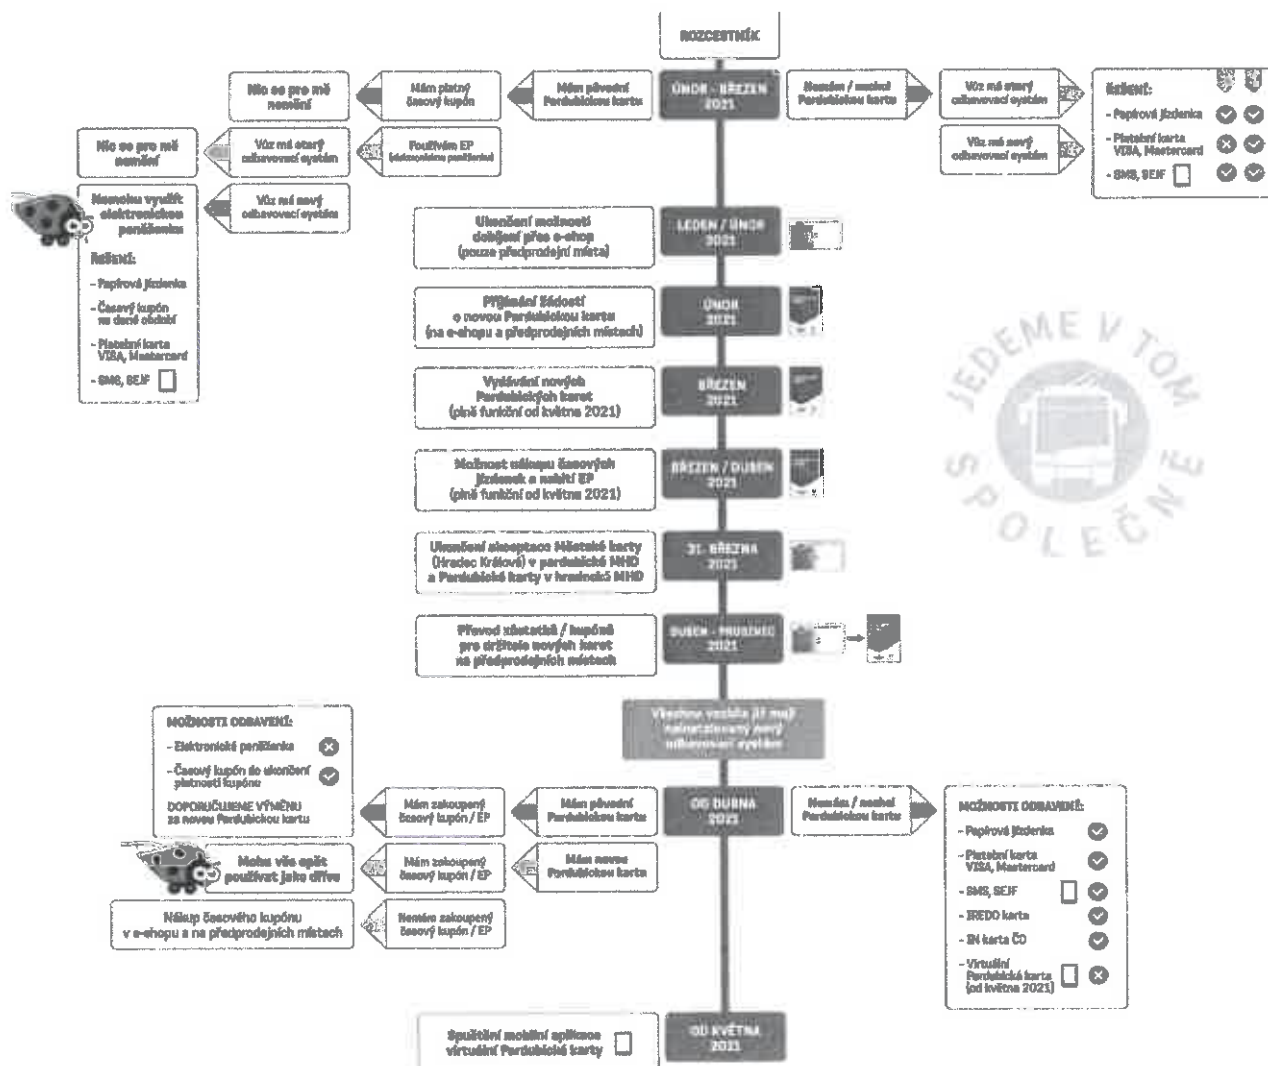 ROZCESTNÍK
ÚNOR - BŘEZEN
2021
Mám původní
Pardubickou kartu
Mám platný
časový kupón
Nic se pro mě
nemění
Používám EP
(elektronickou peněženku)
Vůz má starý
odbavovací systém
Nic se pro mě
nemění
Vůz má nový
odbavovací systém
Nemohu využít
elektronickou
peněženku
ŘEŠENÍ:
- Papírová jízdenka
- Časový kupón
na dané období
- Platební karta
VISA, Mastercard
- SMS, SEJF
Nemám / nechci
Pardubickou kartu
Vůz má starý
odbavovací systém
Vůz má nový
odbavovací systém
ŘEŠENÍ:
- Papírová jízdenka
- Platební karta
VISA, Mastercard
- SMS, SEJF
Ukončení možnosti
dobíjení přes e-shop
(pouze předprodejní místa)
LEDEN / ÚNOR
2021
Přijímání žádostí
o novou Pardubickou kartu
(na e-shopu a předprodejních místech)
ÚNOR
2021
Vydávání nových
Pardubických karet
(plně funkční od května 2021)
BŘEZEN
2021
Možnost nákupu časových
jízdenek a nabití EP
(plně funkční od května 2021)
BŘEZEN / DUBEN
2021
Ukončení akceptace Městské karty
(Hradec Králové) v pardubické MHD
a Pardubické karty v hradecké MHD
31. BŘEZNA
2021
Převod zůstatků / kupónů
pro držitele nových karet
na předprodejních místech
DUBEN - PROSINEC
2021
JEDEME V TOM
SPOLEČNĚ
Všechna vozidla již mají
nainstalovaný nový
odbavovací systém
OD DUBNA
2021
Mám původní
Pardubickou kartu
Mám zakoupený
časový kupón / EP
MOŽNOSTI ODBAVENÍ:
- Elektronická peněženka
- Časový kupón do ukončení
platnosti kupónu
DOPORUČUJEME VÝMĚNU
za novou Pardubickou kartu
Mám novou
Pardubickou kartu
Mám zakoupený
časový kupón / EP
Mohu vše opět
používat jako dříve
Nemám zakoupený
časový kupón / EP
Nákup časového kupónu
v e-shopu a na předprodejních místech
Nemám / nechci
Pardubickou kartu
MOŽNOSTI ODBAVENÍ:
- Papírová jízdenka
- Platební karta
VISA, Mastercard
- SMS, SEJF
- IREDO karta
- IN karta ČD
- Virtuální
Pardubická karta
(od května 2021)
Spuštění mobilní aplikace
virtuální Pardubické karty
OD KVĚTNA
2021